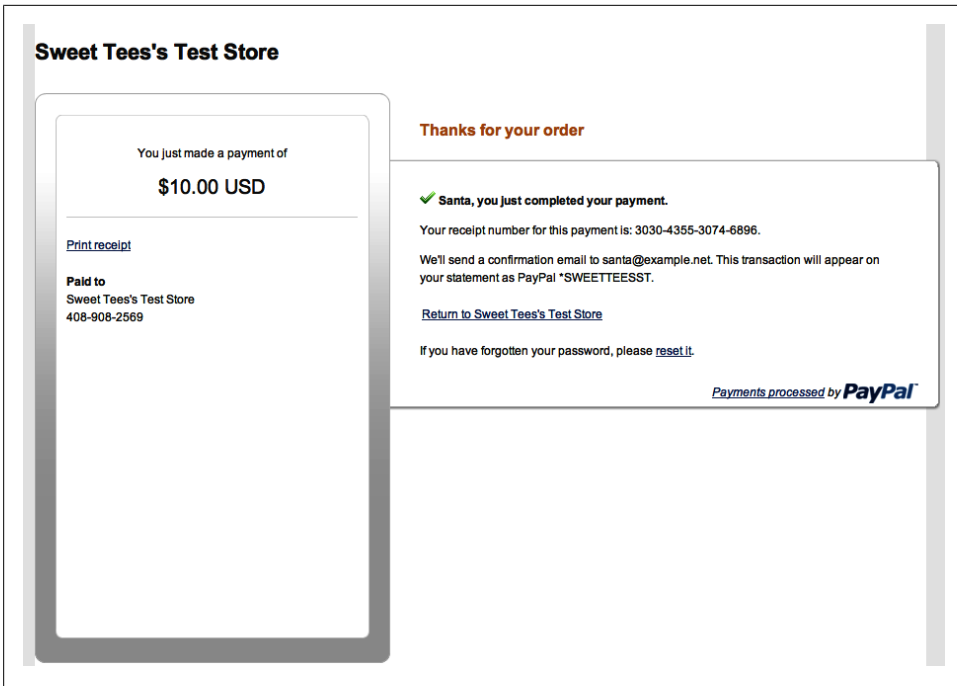 Sweet Tees's Test Store
You just made a payment of
$10.00 USD
Print receipt
Paid to
Sweet Tees's Test Store
408-908-2569
Thanks for your order
Santa, you just completed your payment.
Your receipt number for this payment is: 3030-4355-3074-6896.
We'll send a confirmation email to santa@example.net. This transaction will appear on
your statement as PayPal *SWEETTEESST.
Return to Sweet Tees's Test Store
If you have forgotten your password, please reset it.
Payments processed by PayPal